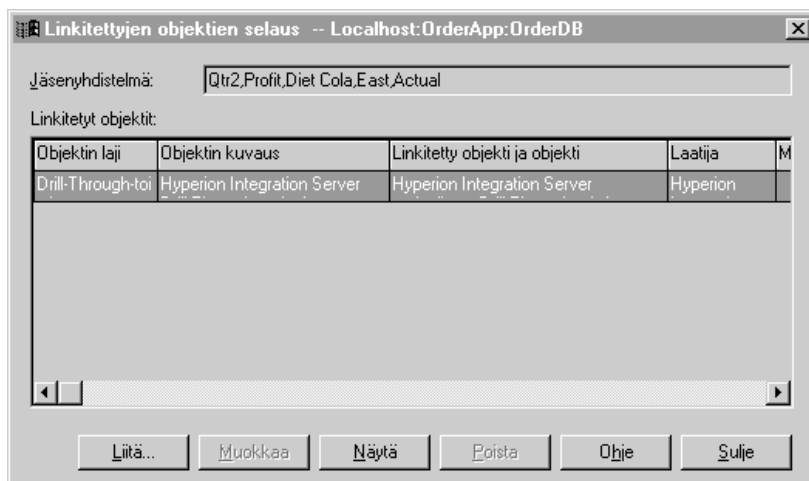 Linkitettyjen objektien selaus -- Localhost:OrderApp:OrderDB
Jäsenyhdistelmä: Qtr2,Profit,Diet Cola,East,Actual
Linkitetyt objektit:
Objektin laji Objektin kuvaus Linkitetty objekti ja objekti Laatija M
Drill-Through-toi Hyperion Integration Server Hyperion Integration Server Hyperion
Liitä... Muokkaa Näytä Poista Ohje Sulje